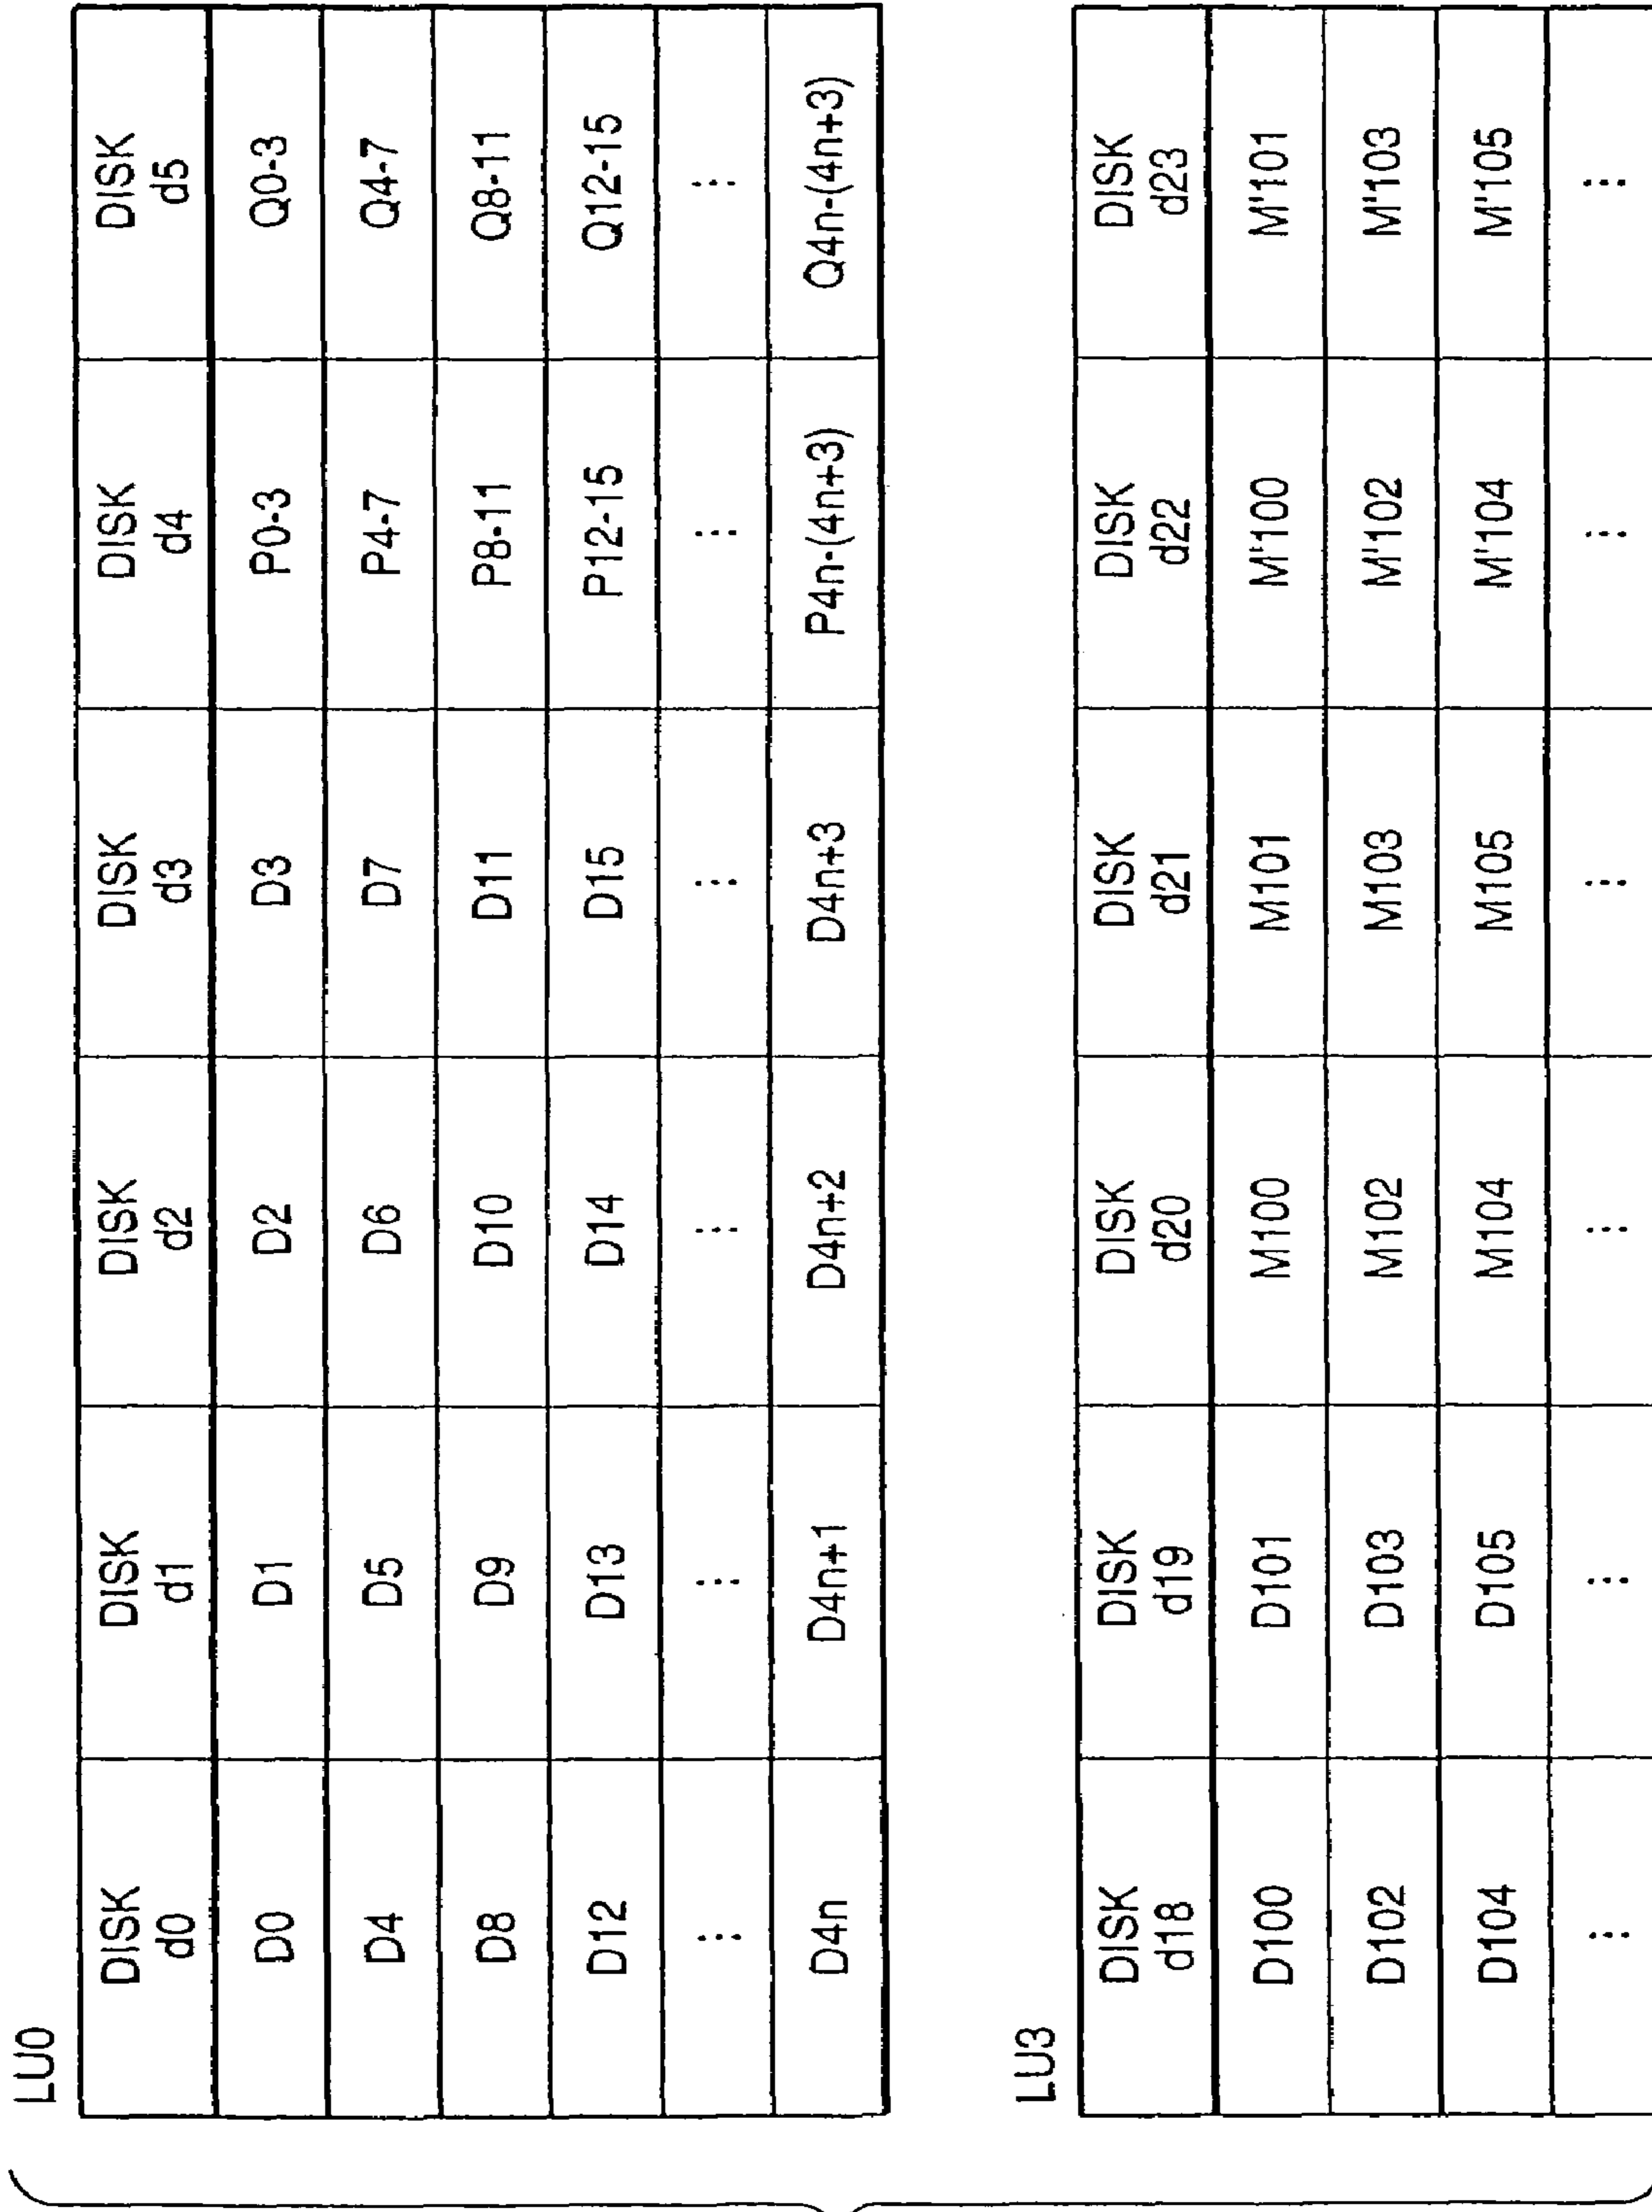 LU0
DISK d0 DISK d1 DISK d2 DISK d3 DISK d4 DISK d5
D0 D1 D2 D3 P0-3 Q0-3
D4 D5 D6 D7 P4-7 Q4-7
D8 D9 D10 D11 P8-11 Q8-11
D12 D13 D14 D15 P12-15 Q12-15
... ... ... ... ... ...
D4n D4n+1 D4n+2 D4n+3 P4n-(4n+3) Q4n-(4n+3)
LU3
DISK d18 DISK d19 DISK d20 DISK d21 DISK d22 DISK d23
D100 D101 M100 M101 M'100 M'101
D102 D103 M102 M103 M'102 M'103
D104 D105 M104 M105 M'104 M'105
... ... ... ... ... ...